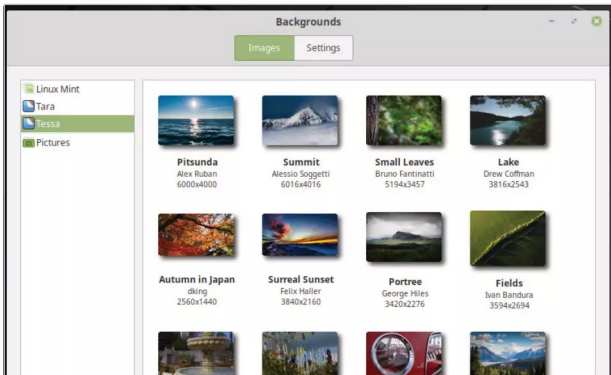 Backgrounds
Images
Settings
Linux Mint
Tara
Tessa
Pictures
Pitsunda
Alex Ruban
6000x4000
Summit
Alessio Soggetti
6016x4016
Small Leaves
Bruno Fantinatti
5194x3457
Lake
Drew Coffman
3816x2543
Autumn in Japan
dking
2560x1440
Surreal Sunset
Felix Haller
3840x2160
Portree
George Hiles
3420x2276
Fields
Ivan Bandura
3594x2694